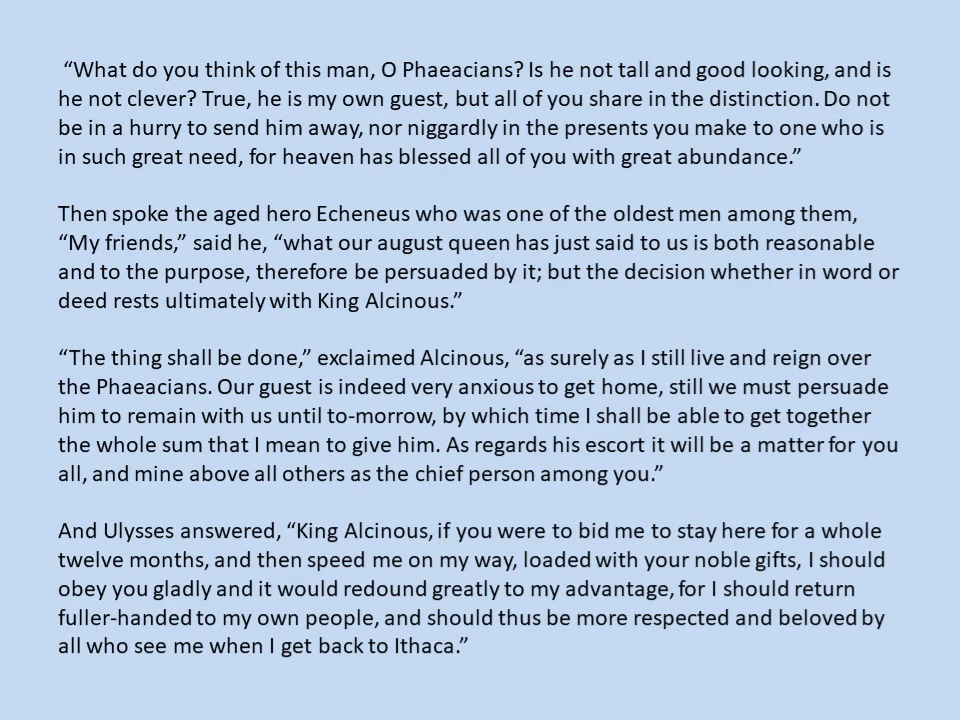 “What do you think of this man, O Phaeacians? Is he not tall and good looking, and is
he not clever? True, he is my own guest, but all of you share in the distinction. Do not
be in a hurry to send him away, nor niggardly in the presents you make to one who is
in such great need, for heaven has blessed all of you with great abundance.”
Then spoke the aged hero Echeneus who was one of the oldest men among them,
“My friends,” said he, “what our august queen has just said to us is both reasonable
and to the purpose, therefore be persuaded by it; but the decision whether in word or
deed rests ultimately with King Alcinous.”
“The thing shall be done,” exclaimed Alcinous, “as surely as I still live and reign over
the Phaeacians. Our guest is indeed very anxious to get home, still we must persuade
him to remain with us until to-morrow, by which time I shall be able to get together
the whole sum that I mean to give him. As regards his escort it will be a matter for you
all, and mine above all others as the chief person among you.”
And Ulysses answered, “King Alcinous, if you were to bid me to stay here for a whole
twelve months, and then speed me on my way, loaded with your noble gifts, I should
obey you gladly and it would redound greatly to my advantage, for I should return
fuller-handed to my own people, and should thus be more respected and beloved by
all who see me when I get back to Ithaca.”